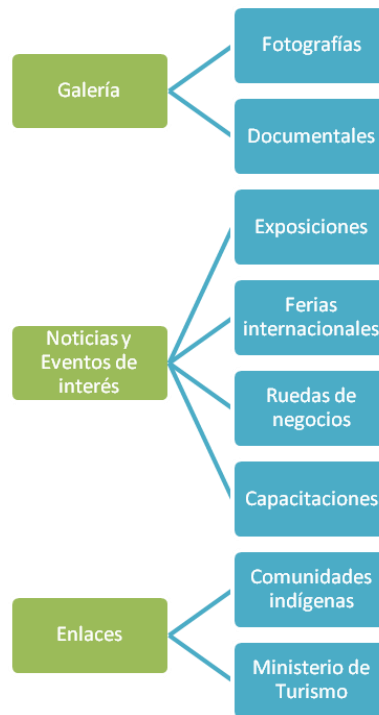 Galería
Fotografías
Documentales
Noticias y
Eventos de
interés
Exposiciones
Ferias
internacionales
Ruedas de
negocios
Capacitaciones
Enlaces
Comunidades
indígenas
Ministerio de
Turismo